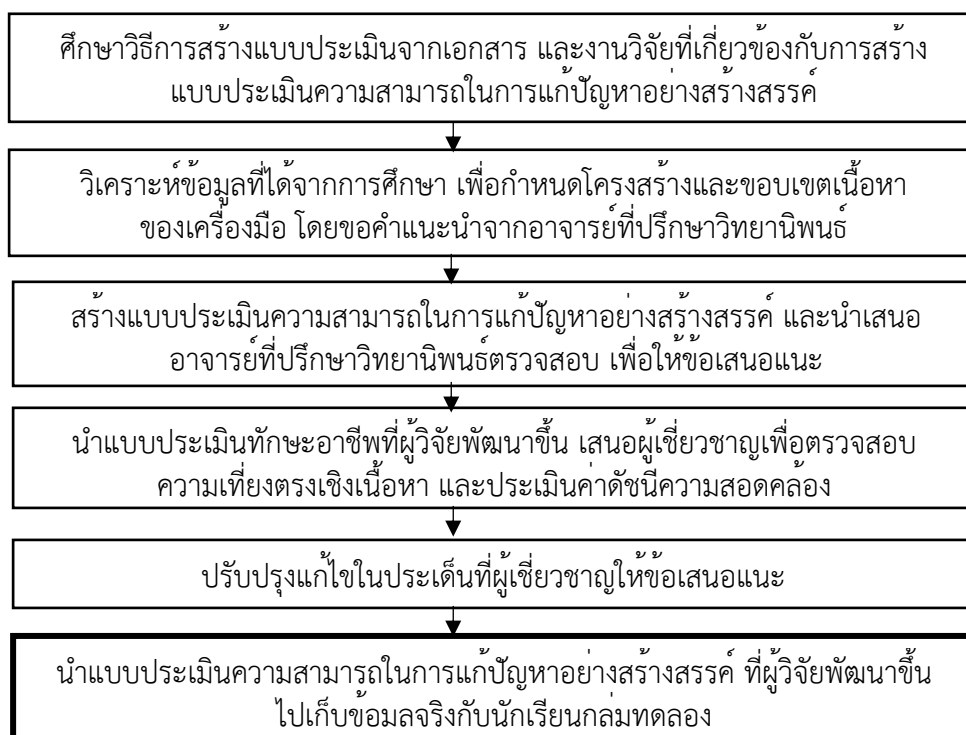 ศึกษาวิธีการสร้างแบบประเมินจากเอกสาร และงานวิจัยที่เกี่ยวข้องกับการสร้าง
แบบประเมินความสามารถในการแก้ปัญหาอย่างสร้างสรรค์
วิเคราะห์ข้อมูลที่ได้จากการศึกษา เพื่อกำหนดโครงสร้างและขอบเขตเนื้อหา
ของเครื่องมือ โดยขอคำแนะนำจากอาจารย์ที่ปรึกษาวิทยานิพนธ์
สร้างแบบประเมินความสามารถในการแก้ปัญหาอย่างสร้างสรรค์ และนำเสนอ
อาจารย์ที่ปรึกษาวิทยานิพนธ์ตรวจสอบ เพื่อให้ข้อเสนอแนะ
นำแบบประเมินทักษะอาชีพที่ผู้วิจัยพัฒนาขึ้น เสนอผู้เชี่ยวชาญเพื่อตรวจสอบ
ความเที่ยงตรงเชิงเนื้อหา และประเมินค่าดัชนีความสอดคล้อง
ปรับปรุงแก้ไขในประเด็นที่ผู้เชี่ยวชาญให้ข้อเสนอแนะ
นำแบบประเมินความสามารถในการแก้ปัญหาอย่างสร้างสรรค์ ที่ผู้วิจัยพัฒนาขึ้น
ไปเก็บข้อมูลจริงกับนักเรียนกลุ่มทดลอง